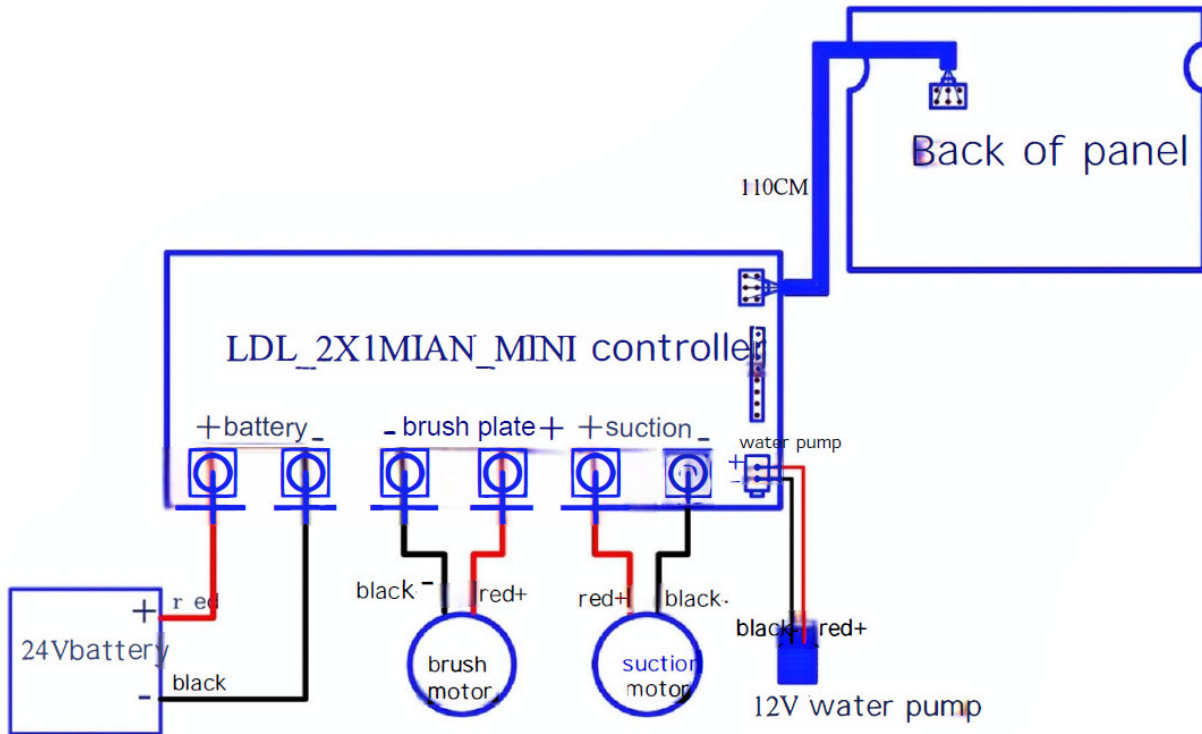 Back of panel
110CM
LDL_2X1MIAN_MINI controller
+battery-
-brush plate+
+suction-
water pump
+
-
r ed
+
24Vbattery
-
black
black-
red+
brush
motor
red+
black-
suction
motor
black-
red+
12V water pump